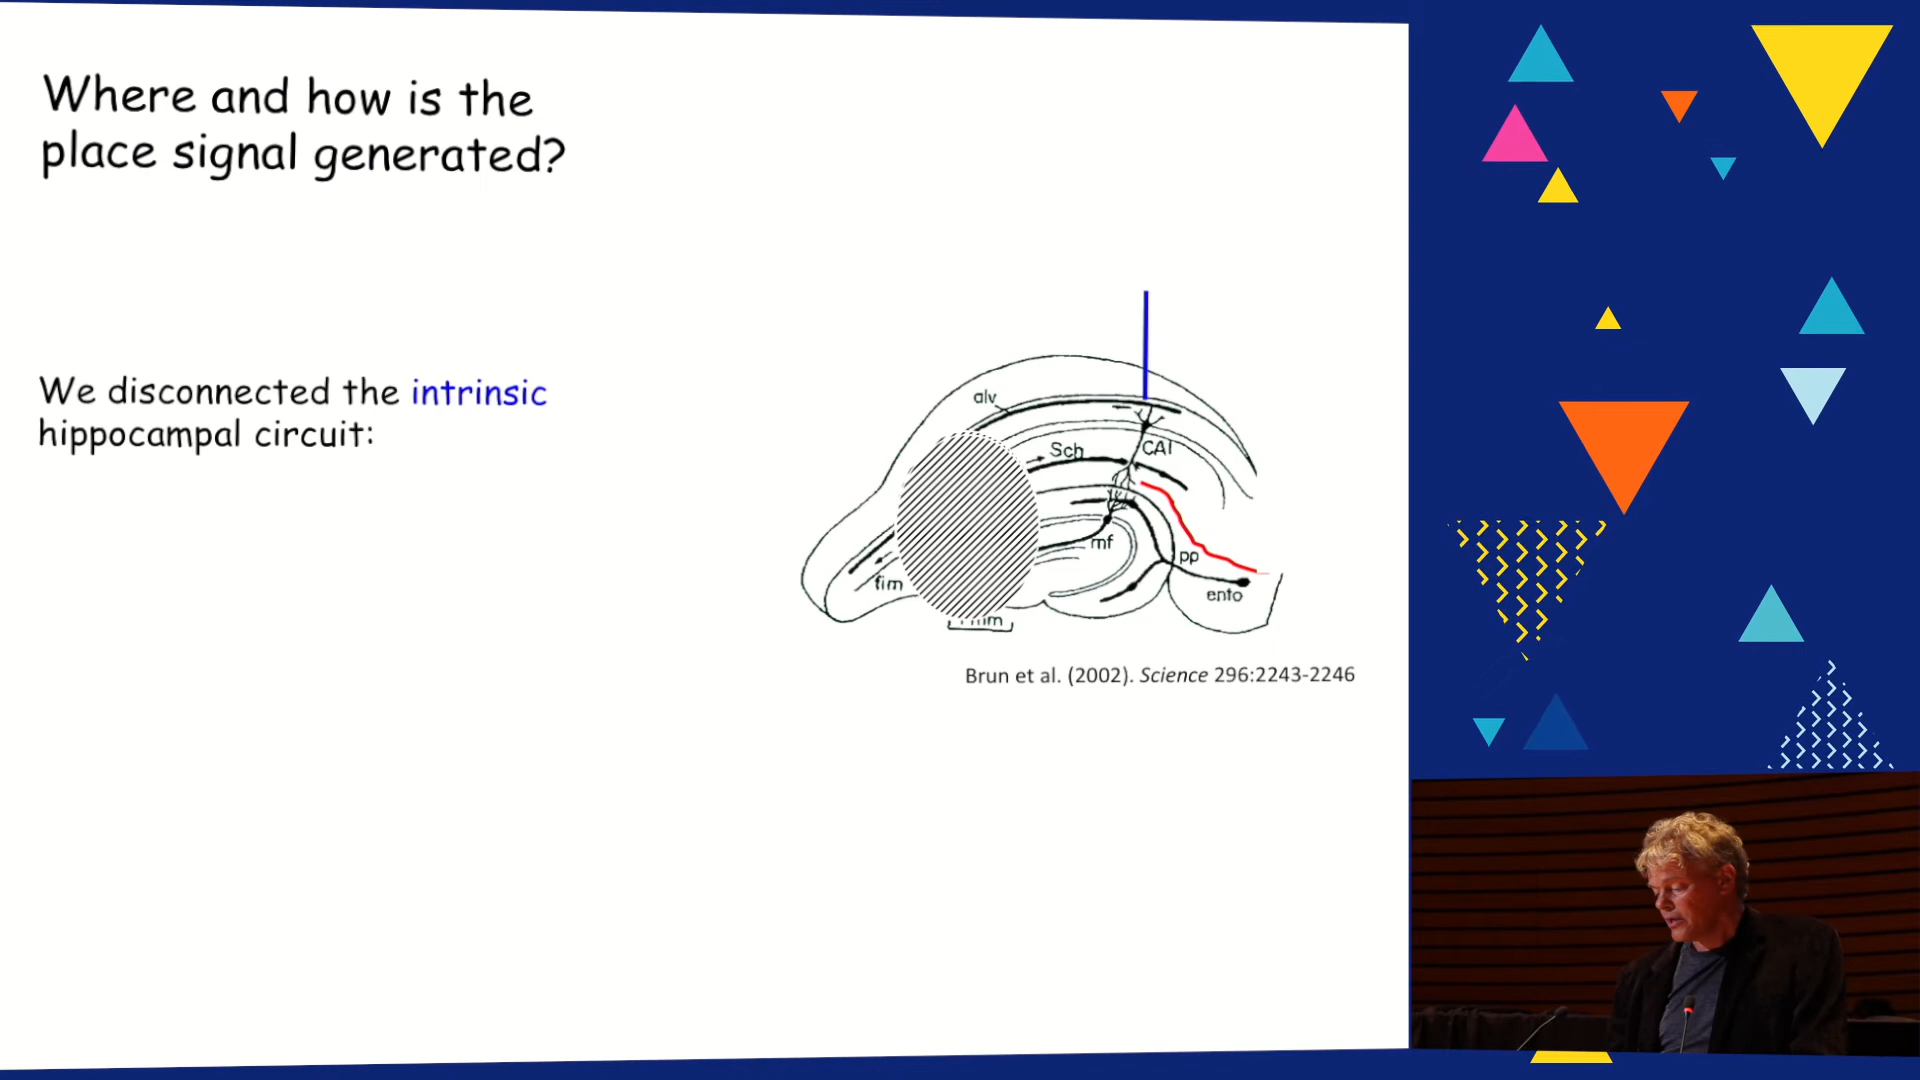 Where and how is the
place signal generated?
We disconnected the intrinsic
hippocampal circuit:
alv
Sch
CA1
mf
pp
fim
ento
mm
Brun et al. (2002). Science 296:2243-2246